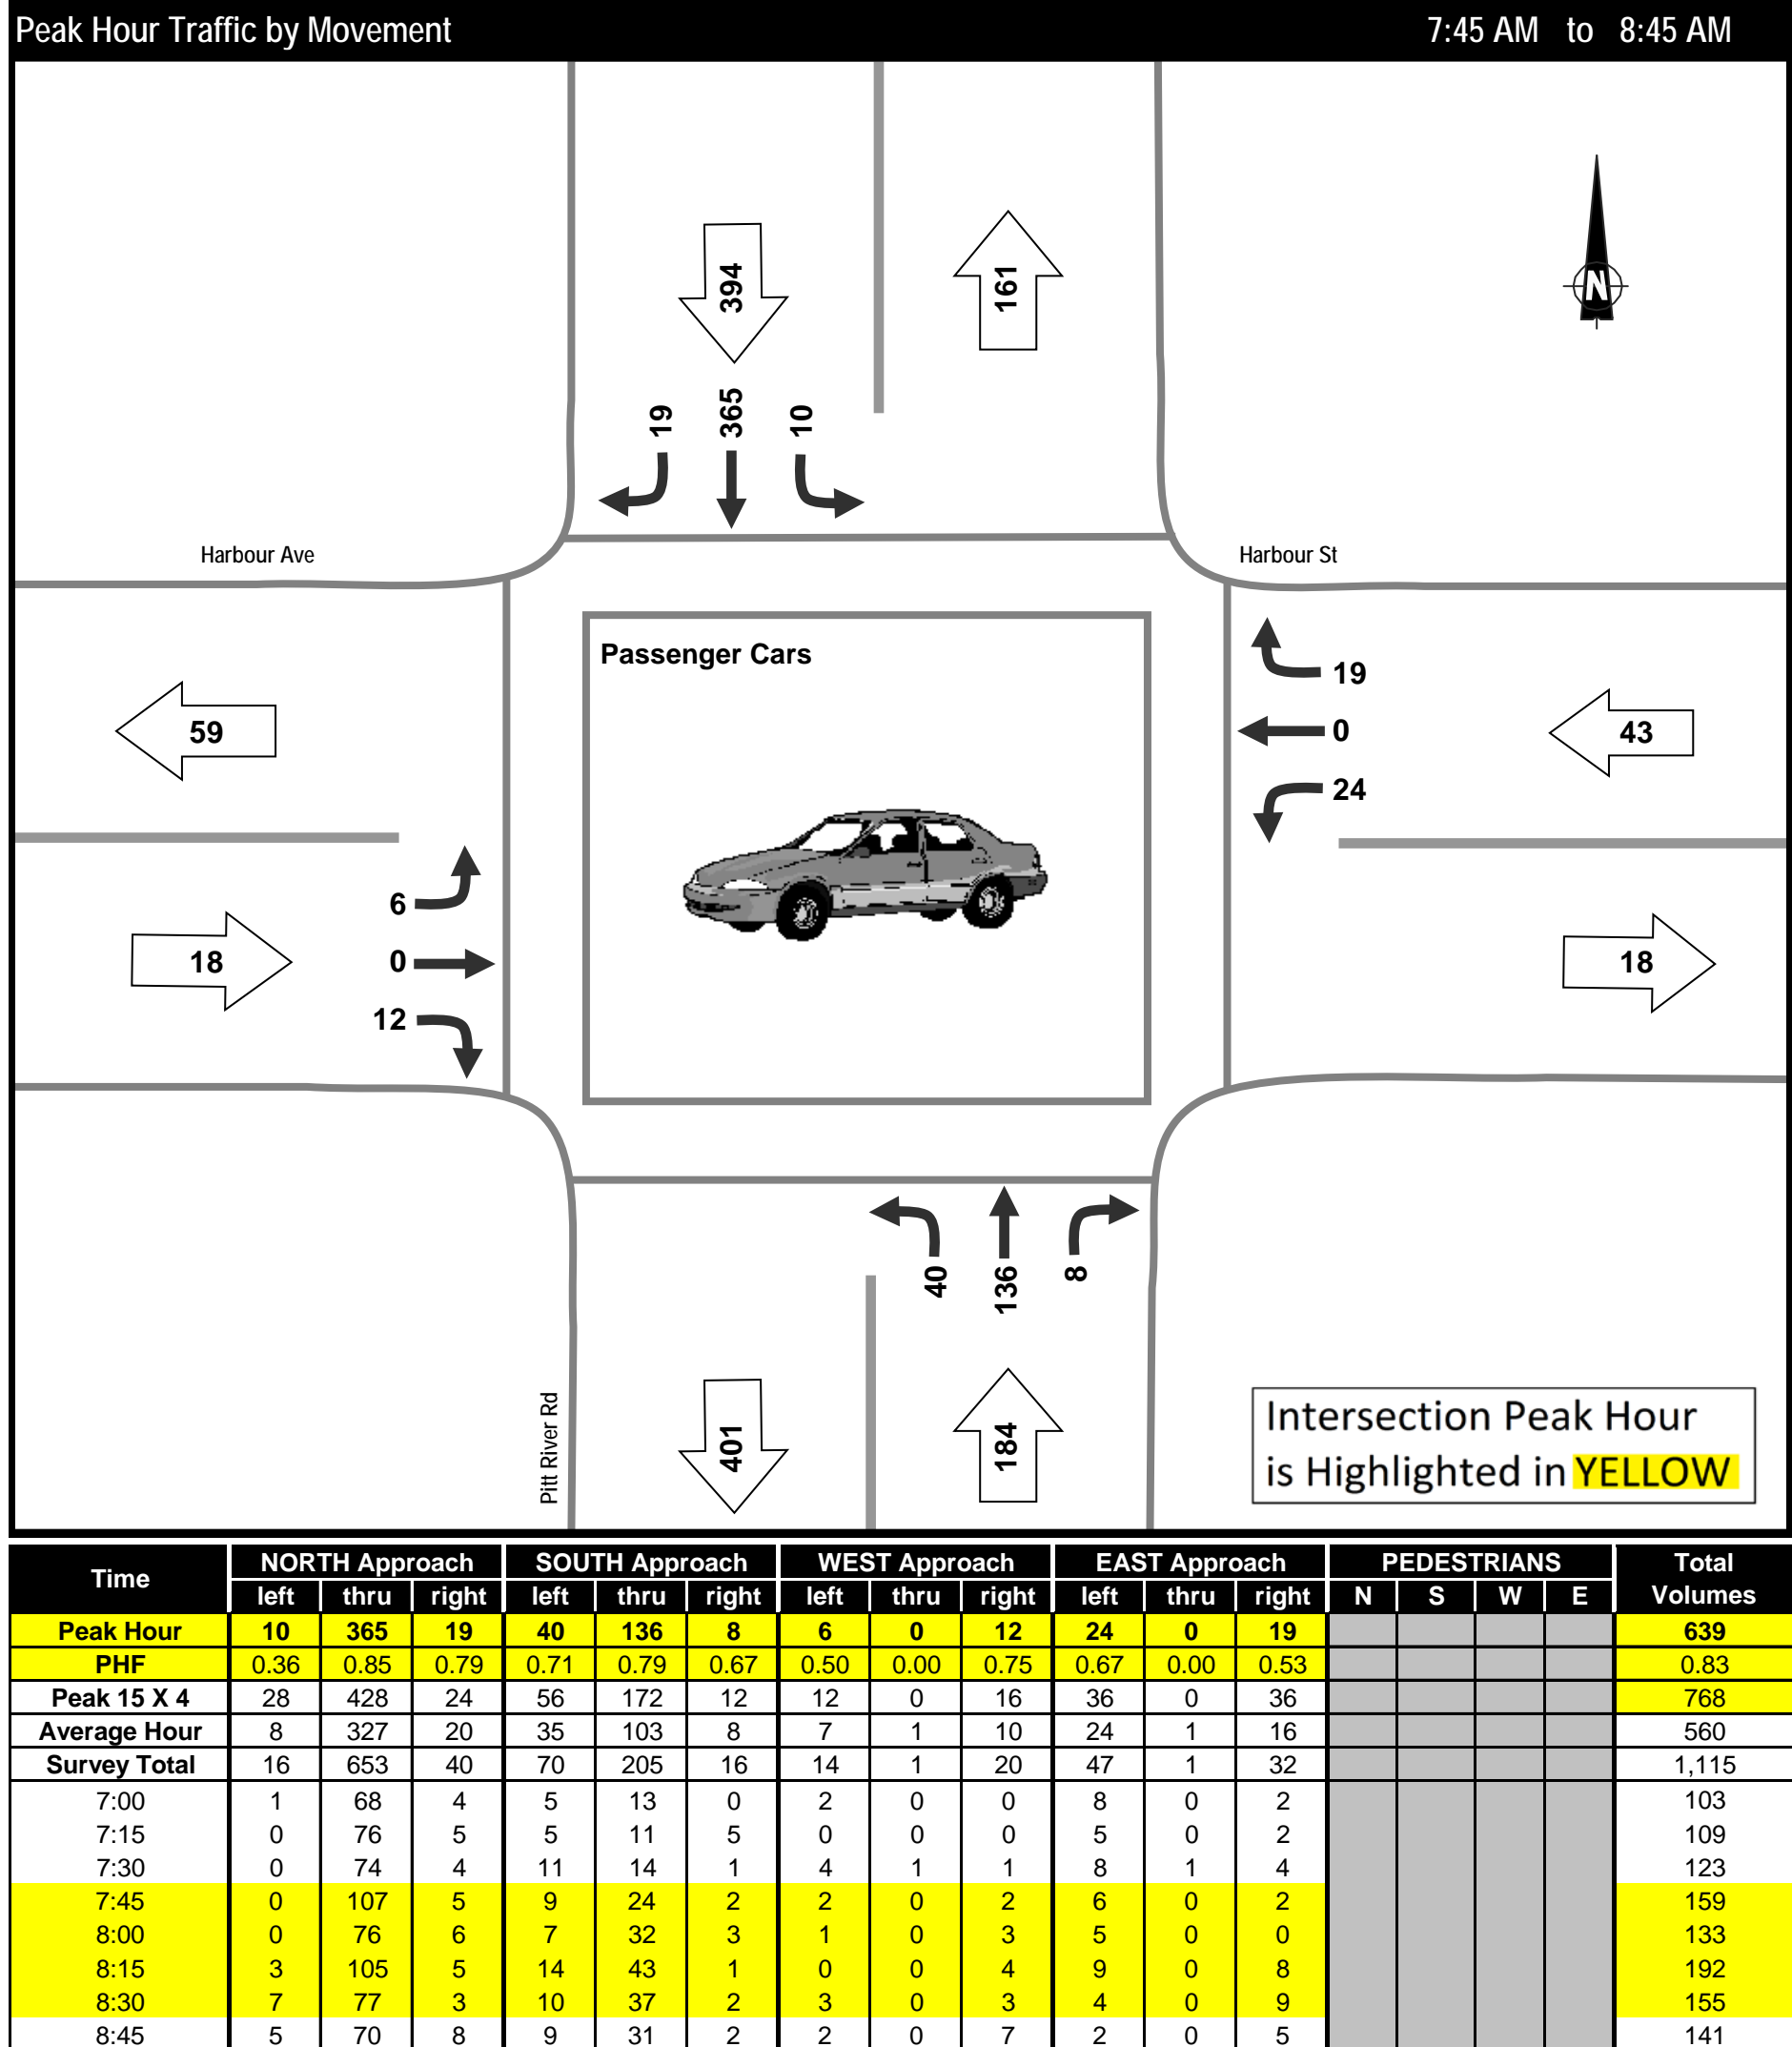 Peak Hour Traffic by Movement 7:45 AM to 8:45 AM
394 161
19 365 10
N
Harbour Ave Harbour St
Passenger Cars
19
59 0 43
24
6
18 0 18
12
40 136 8
Pitt River Rd 401 184
Intersection Peak Hour
is Highlighted in YELLOW
Time NORTH Approach SOUTH Approach WEST Approach EAST Approach PEDESTRIANS Total
left thru right left thru right left thru right left thru right N S W E Volumes
Peak Hour 10 365 19 40 136 8 6 0 12 24 0 19 639
PHF 0.36 0.85 0.79 0.71 0.79 0.67 0.50 0.00 0.75 0.67 0.00 0.53 0.83
Peak 15 X 4 28 428 24 56 172 12 12 0 16 36 0 36 768
Average Hour 8 327 20 35 103 8 7 1 10 24 1 16 560
Survey Total 16 653 40 70 205 16 14 1 20 47 1 32 1,115
7:00 1 68 4 5 13 0 2 0 0 8 0 2 103
7:15 0 76 5 5 11 5 0 0 0 5 0 2 109
7:30 0 74 4 11 14 1 4 1 1 8 1 4 123
7:45 0 107 5 9 24 2 2 0 2 6 0 2 159
8:00 0 76 6 7 32 3 1 0 3 5 0 0 133
8:15 3 105 5 14 43 1 0 0 4 9 0 8 192
8:30 7 77 3 10 37 2 3 0 3 4 0 9 155
8:45 5 70 8 9 31 2 2 0 7 2 0 5 141